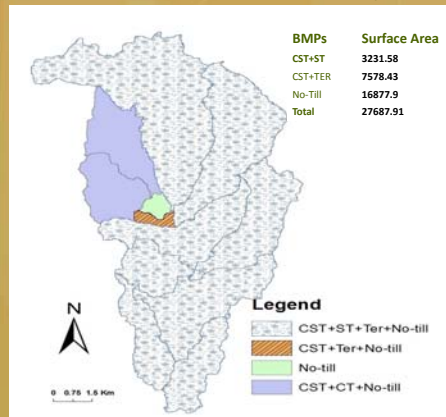 BMPs Surface Area
CST+ST 3231.58
CST+TER 7578.43
No-Till 16877.9
Total 27687.91
Legend
CST+ST+Ter+No-till
CST+Ter+No-till
No-till
CST+CT+No-till
N
0 0.75 1.5 Km